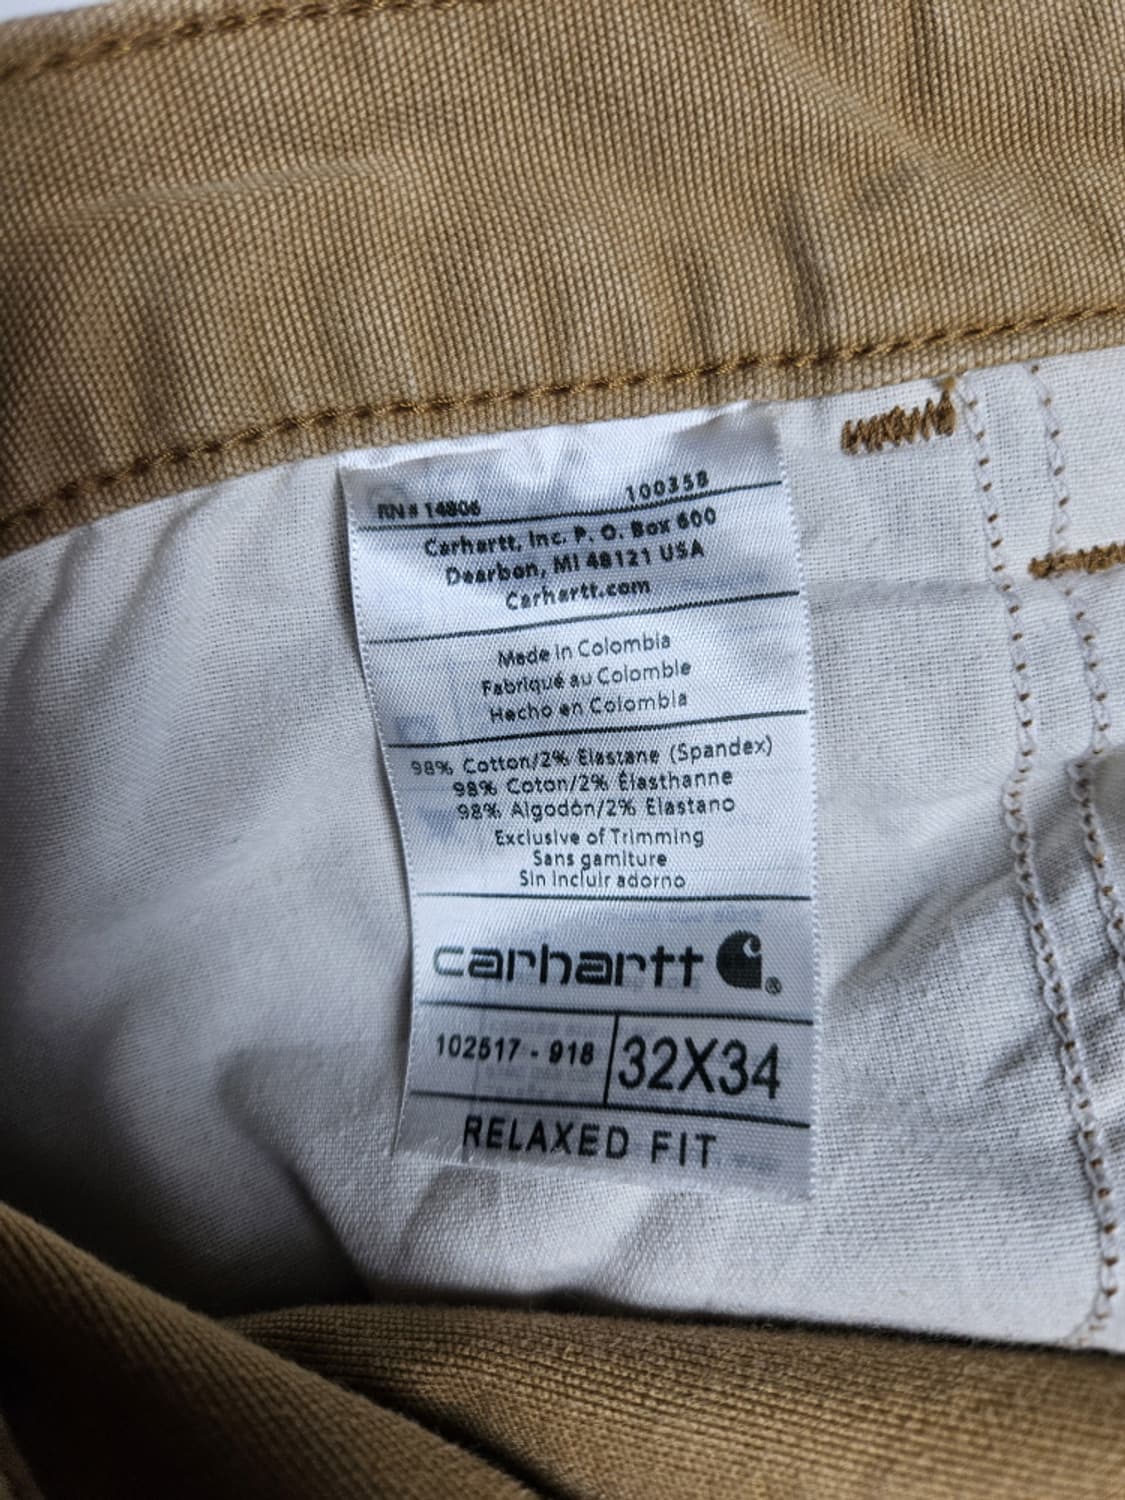 RN# 14806 100358
Carhartt, Inc. P. O. Box 600
Dearbon, MI 48121 USA
Carhartt.com
Made in Colombia
Fabriqué au Colombie
Hecho en Colombia
98% Cotton/2% Elastane (Spandex)
98% Coton/2% Élasthanne
98% Algodón/2% Elastano
Exclusive of Trimming
Sans garniture
Sin incluir adorno
carhartt ®
102517 - 918 32X34
RELAXED FIT